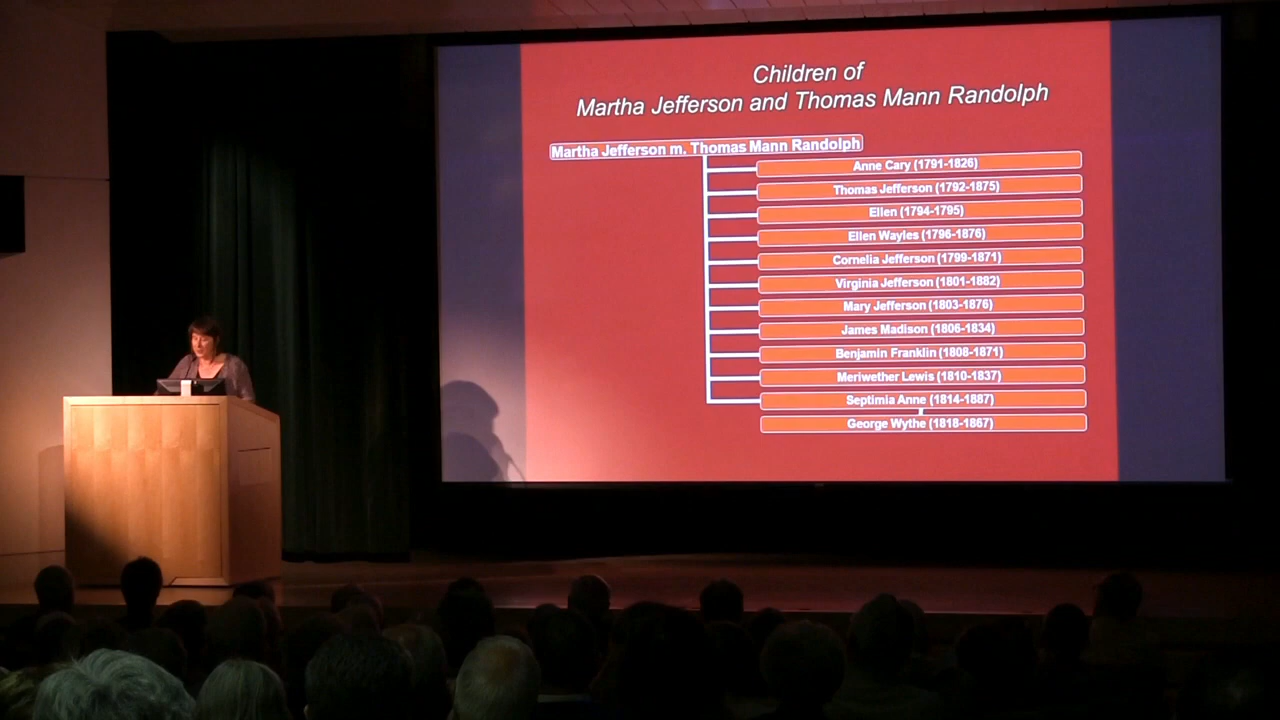 Children of
Martha Jefferson and Thomas Mann Randolph
Martha Jefferson m. Thomas Mann Randolph
Anne Cary (1791-1826)
Thomas Jefferson (1792-1875)
Ellen (1794-1795)
Ellen Wayles (1796-1876)
Cornelia Jefferson (1799-1871)
Virginia Jefferson (1801-1882)
Mary Jefferson (1803-1876)
James Madison (1806-1834)
Benjamin Franklin (1808-1871)
Meriwether Lewis (1810-1837)
Septimia Anne (1814-1887)
George Wythe (1818-1867)